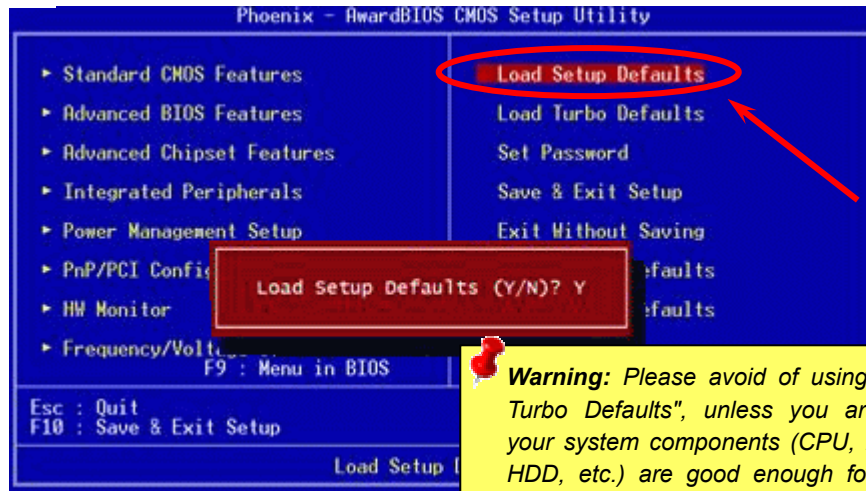 Phoenix - AwardBIOS CMOS Setup Utility
▸ Standard CMOS Features
▸ Advanced BIOS Features
▸ Advanced Chipset Features
▸ Integrated Peripherals
▸ Power Management Setup
▸ PnP/PCI Config
▸ HW Monitor
▸ Frequency/Volt
Load Setup Defaults
Load Turbo Defaults
Set Password
Save & Exit Setup
Exit Without Saving
efaults
efaults
Load Setup Defaults (Y/N)? Y
F9 : Menu in BIOS
Esc : Quit
F10 : Save & Exit Setup
Load Setup
Warning: Please avoid of using
Turbo Defaults", unless you ar
your system components (CPU,
HDD, etc.) are good enough fo